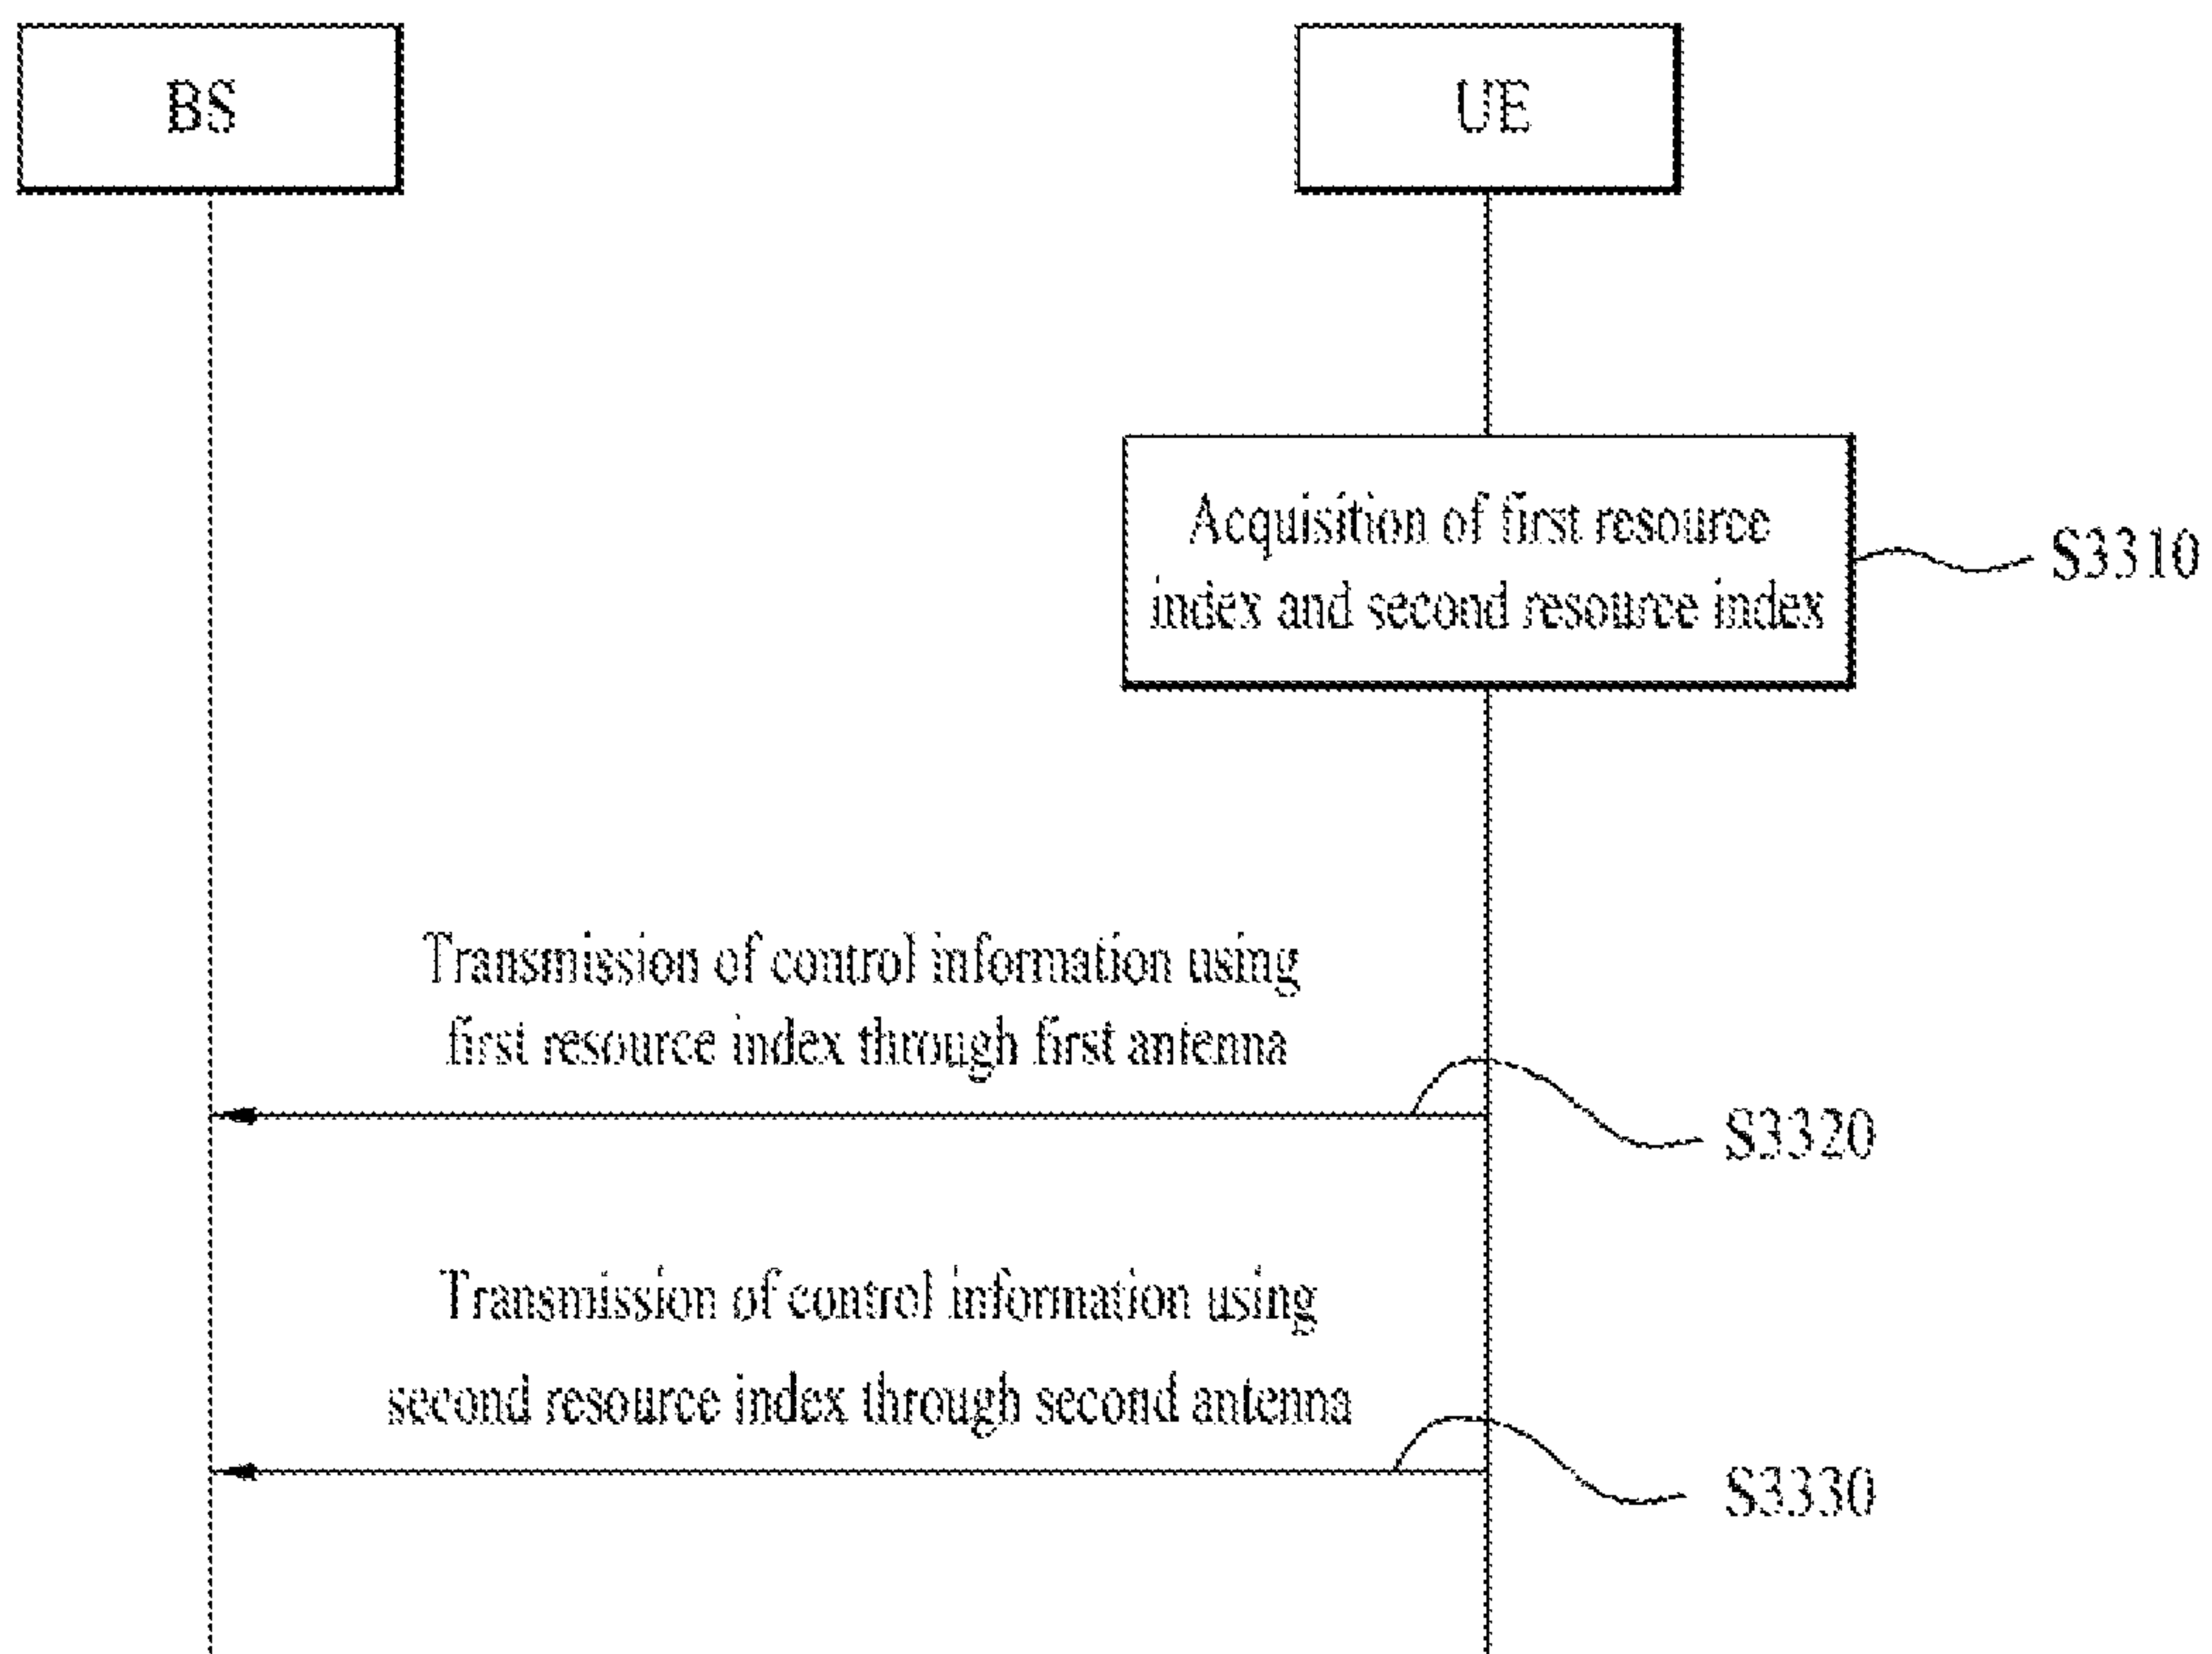 BS
UE
Acquisition of first resource
index and second resource index
S3310
Transmission of control information using
first resource index through first antenna
S3320
Transmission of control information using
second resource index through second antenna
S3330